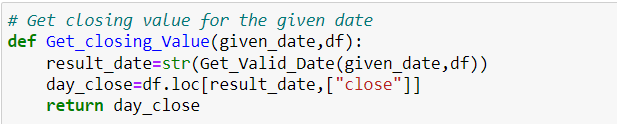 # Get closing value for the given date
def Get_closing_Value(given_date,df):
    result_date=str(Get_Valid_Date(given_date,df))
    day_close=df.loc[result_date,["close"]]
    return day_close